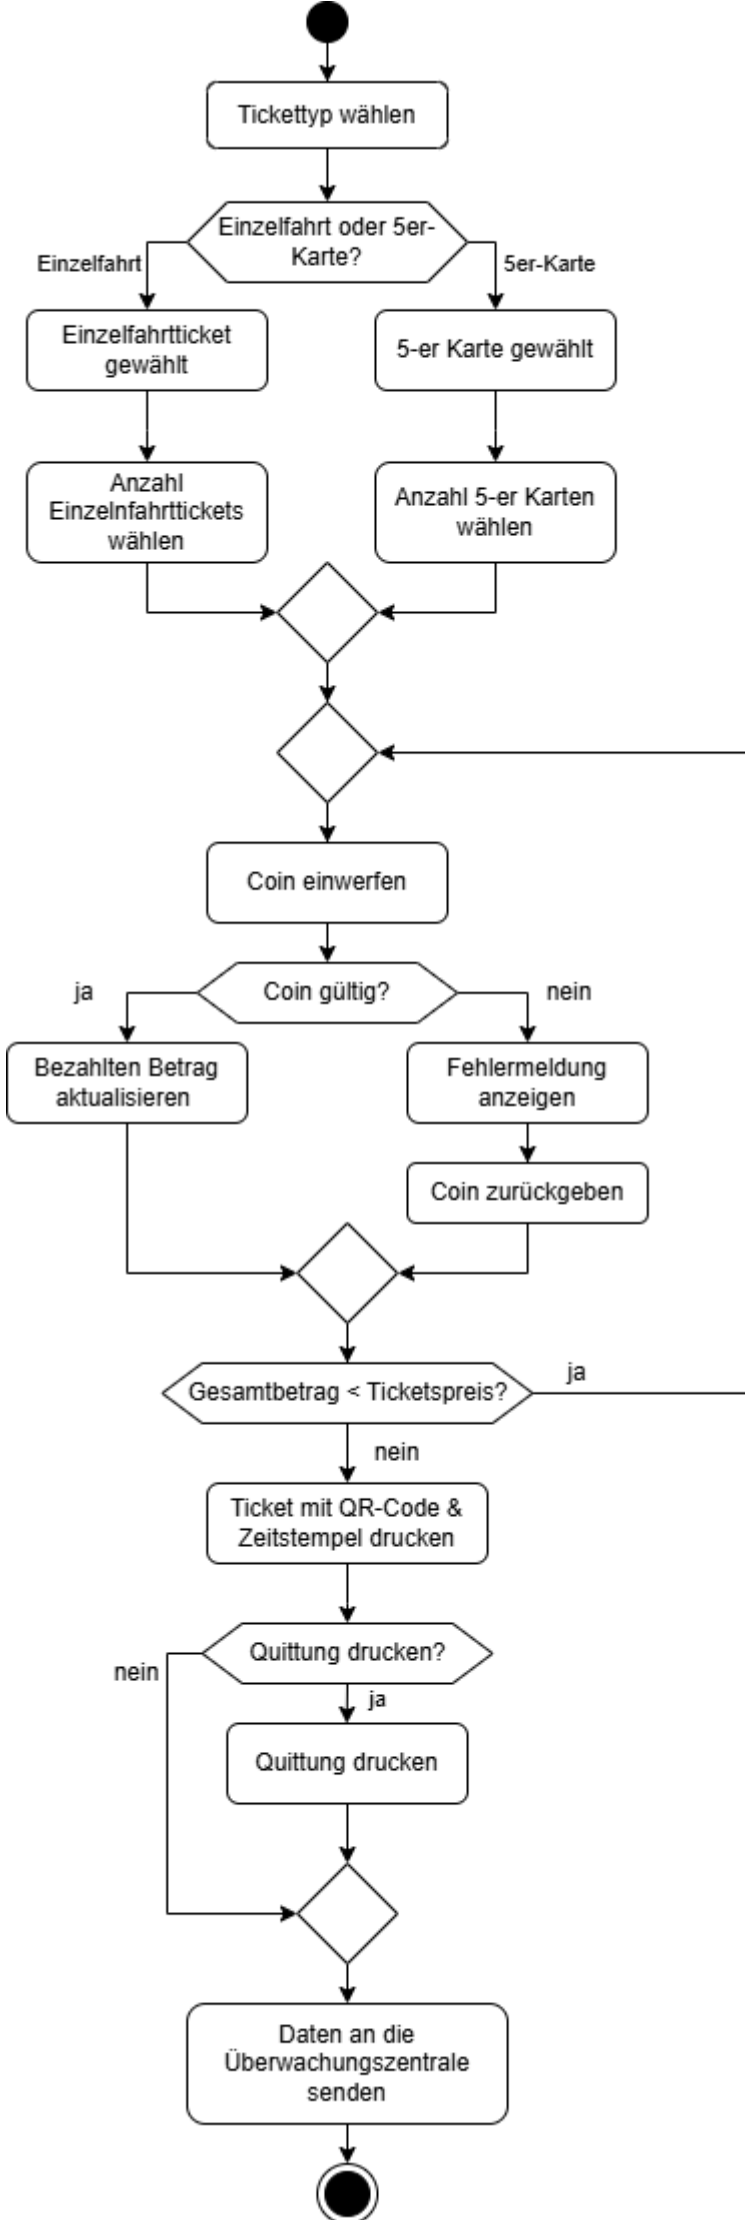 Tickettyp wählen
Einzelfahrt oder 5er-
Karte?
Einzelfahrt
5er-Karte
Einzelfahrtticket
gewählt
5-er Karte gewählt
Anzahl
Einzelnfahrttickets
wählen
Anzahl 5-er Karten
wählen
Coin einwerfen
Coin gültig?
ja
nein
Bezahlten Betrag
aktualisieren
Fehlermeldung
anzeigen
Coin zurückgeben
Gesamtbetrag < Ticketspreis?
ja
nein
Ticket mit QR-Code &
Zeitstempel drucken
Quittung drucken?
nein
ja
Quittung drucken
Daten an die
Überwachungszentrale
senden